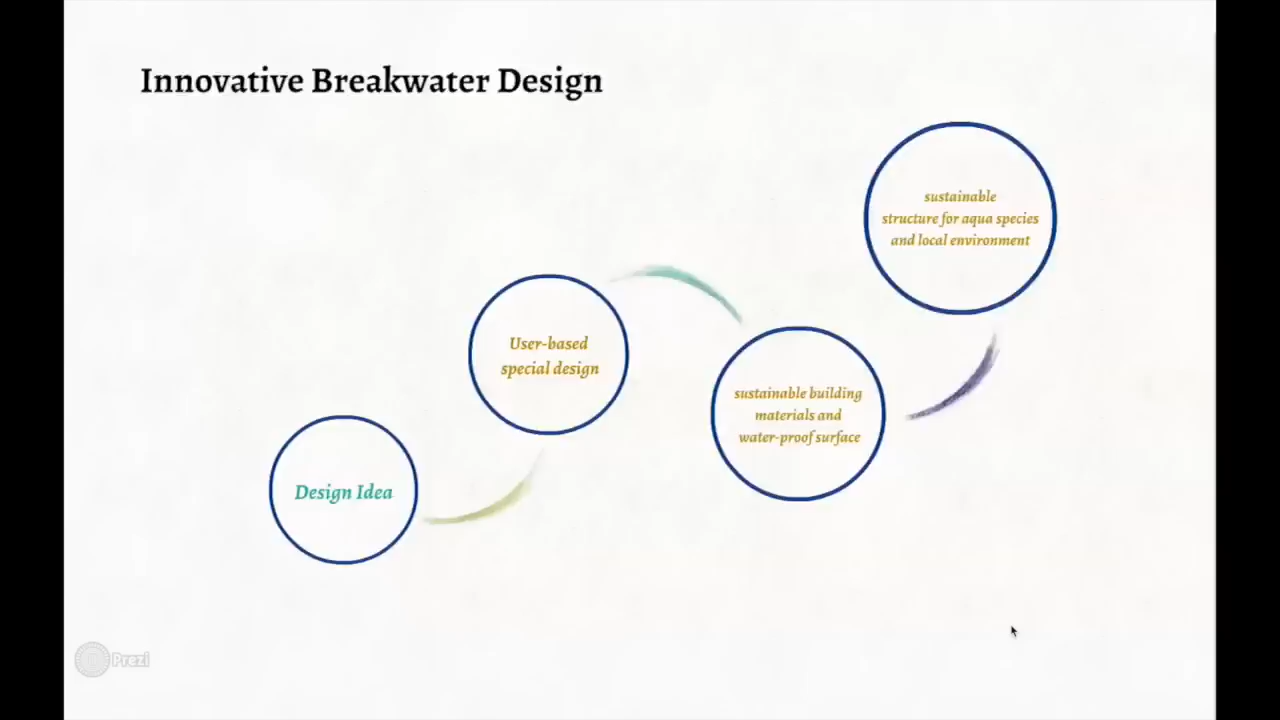 Innovative Breakwater Design
Design Idea
User-based
special design
sustainable building
materials and
water-proof surface
sustainable
structure for aqua species
and local environment
Prezi